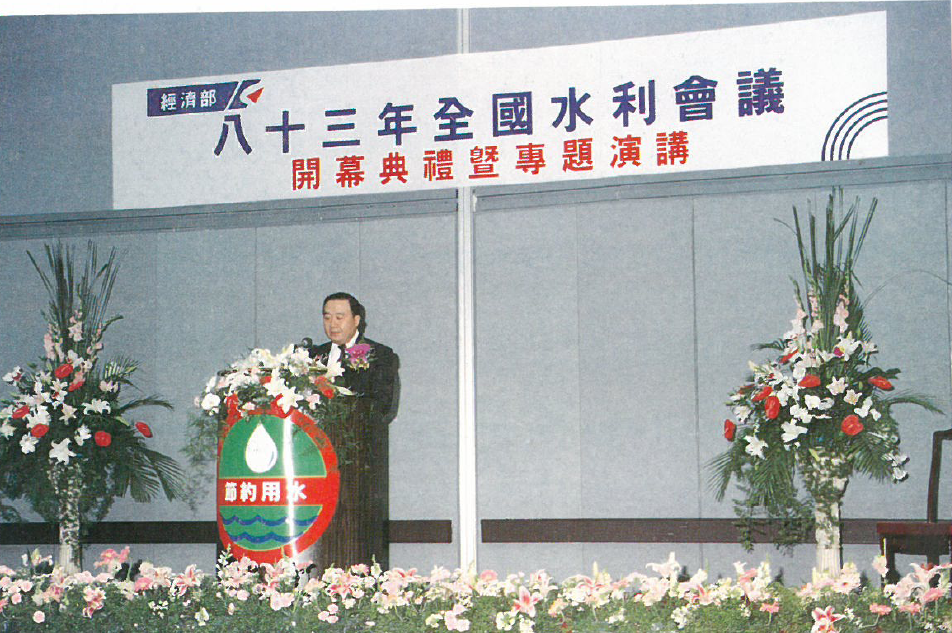 經濟部
八十三年全國水利會議
開幕典禮暨專題演講
節約用水